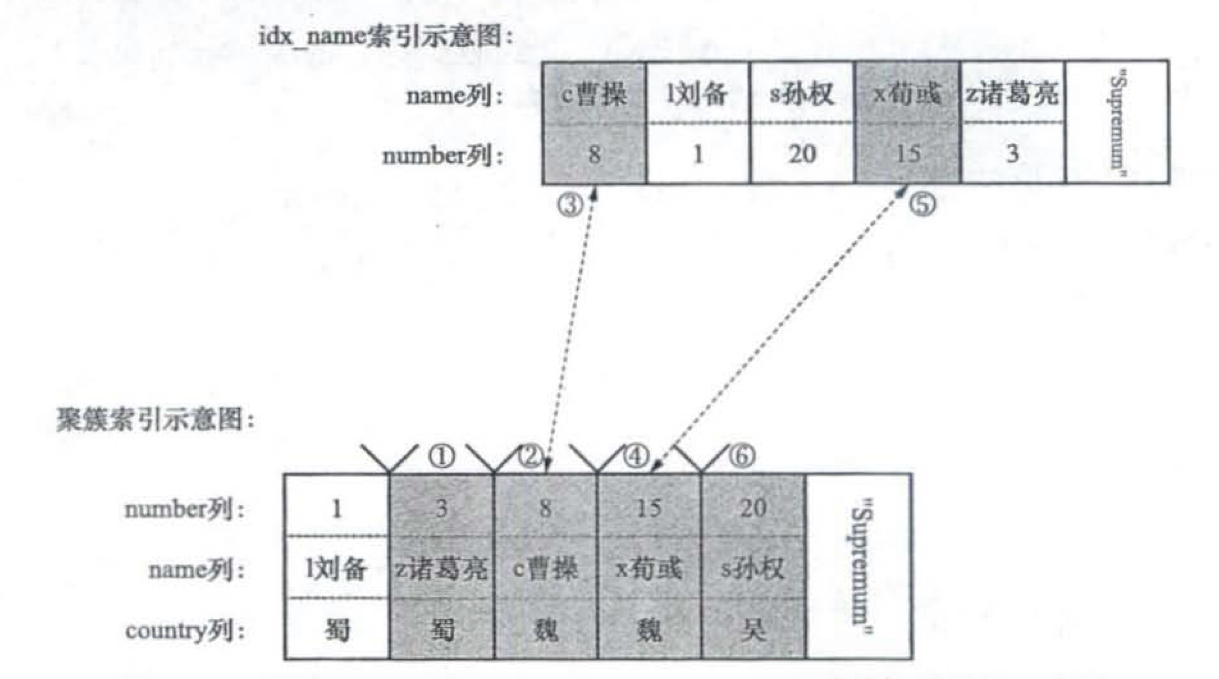 idx_name索引示意图：
name列： c曹操 l刘备 s孙权 x荀彧 z诸葛亮 "Supremum"
number列： 8 1 20 15 3
③ ⑤
聚簇索引示意图：
① ② ④ ⑥
number列： 1 3 8 15 20 "Supremum"
name列： l刘备 z诸葛亮 c曹操 x荀彧 s孙权
country列： 蜀 蜀 魏 魏 吴